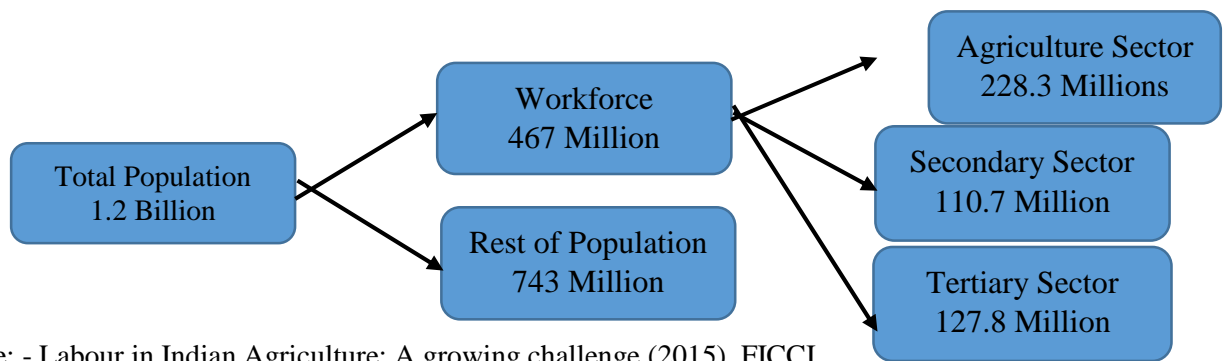 Total Population
1.2 Billion
Workforce
467 Million
Rest of Population
743 Million
Agriculture Sector
228.3 Millions
Secondary Sector
110.7 Million
Tertiary Sector
127.8 Million
e: - Labour in Indian Agriculture: A growing challenge (2015), FICCI